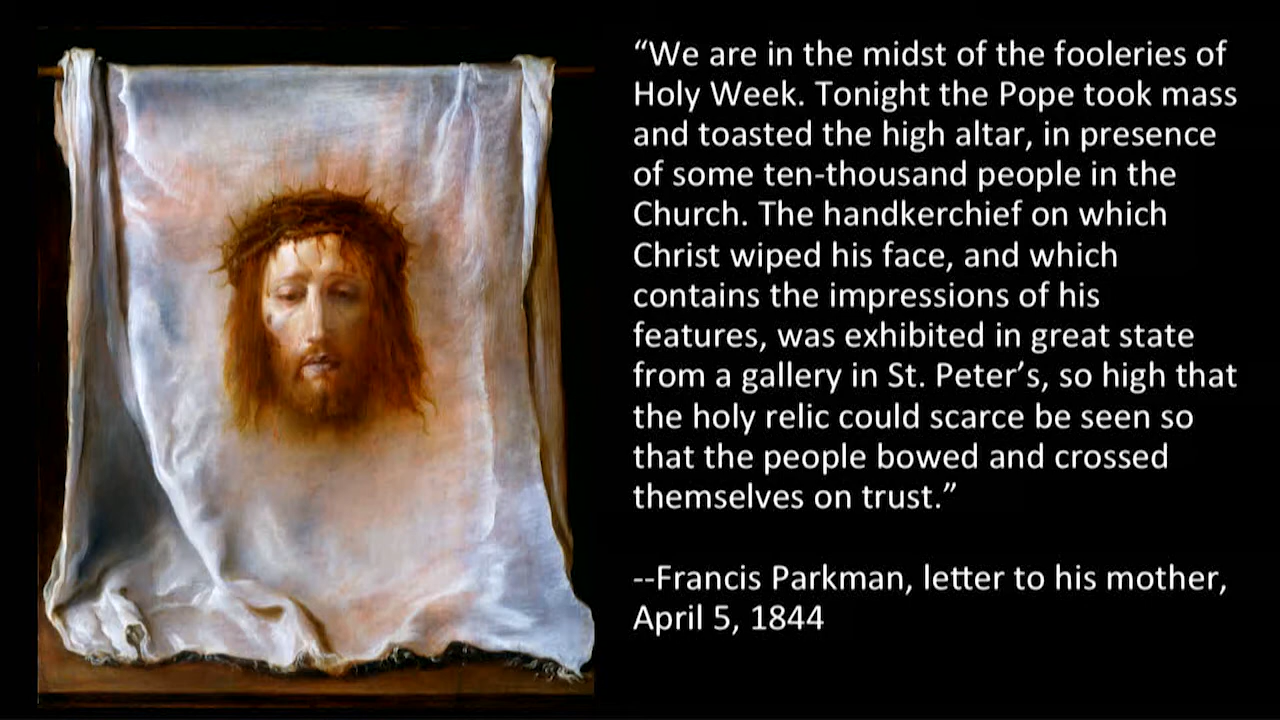 “We are in the midst of the fooleries of
Holy Week. Tonight the Pope took mass
and toasted the high altar, in presence
of some ten-thousand people in the
Church. The handkerchief on which
Christ wiped his face, and which
contains the impressions of his
features, was exhibited in great state
from a gallery in St. Peter’s, so high that
the holy relic could scarce be seen so
that the people bowed and crossed
themselves on trust.”
--Francis Parkman, letter to his mother,
April 5, 1844